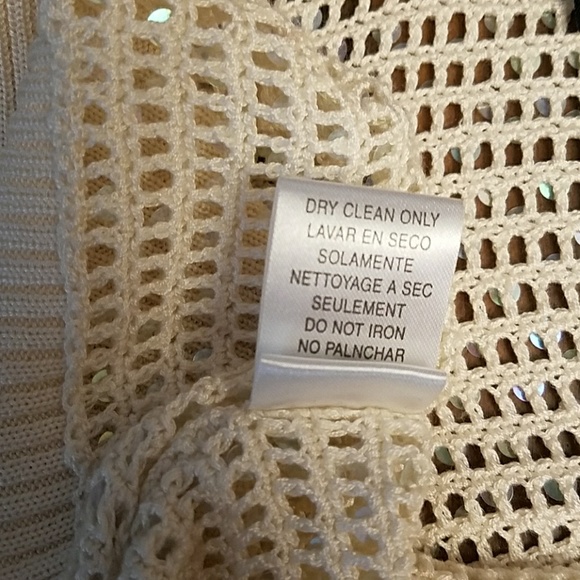 DRY CLEAN ONLY
LAVAR EN SECO
SOLAMENTE
NETTOYAGE A SEC
SEULEMENT
DO NOT IRON
NO PALNCHAR